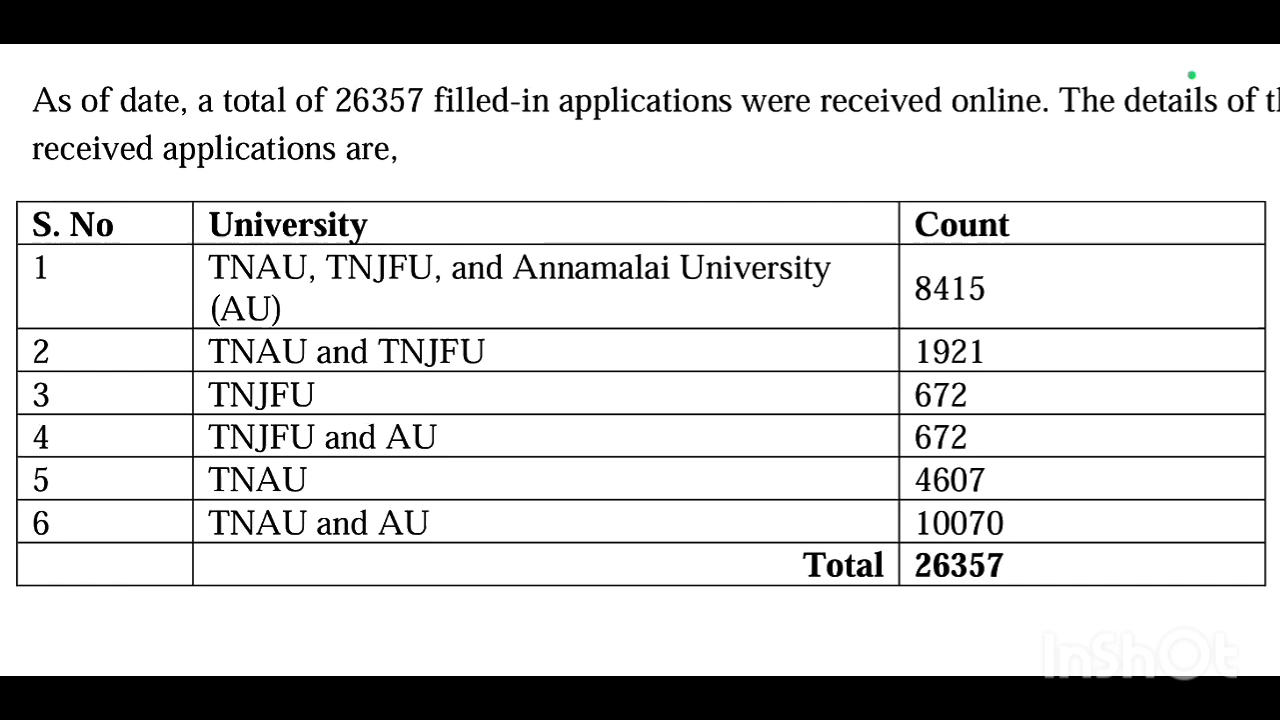 As of date, a total of 26357 filled-in applications were received online. The details of
received applications are,
S. No University Count
1 TNAU, TNJFU, and Annamalai University
(AU) 8415
2 TNAU and TNJFU 1921
3 TNJFU 672
4 TNJFU and AU 672
5 TNAU 4607
6 TNAU and AU 10070
Total 26357
InShOt